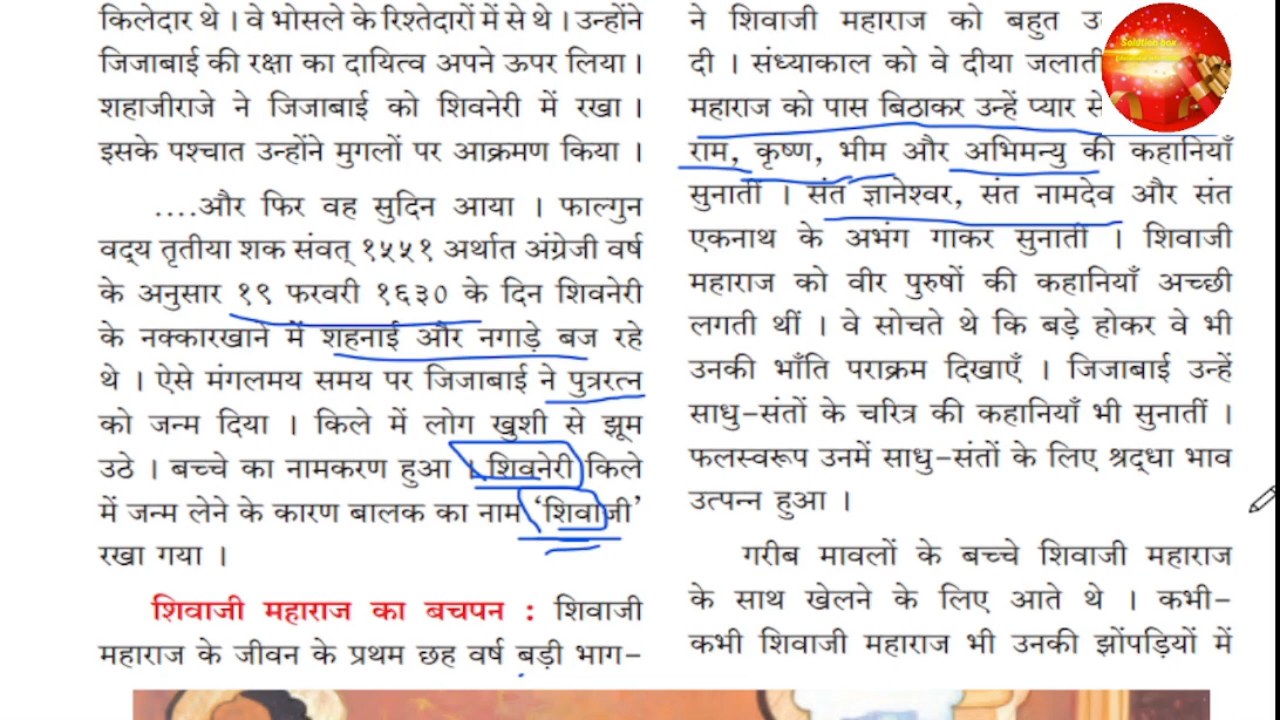 किलेदार थे । वे भोसले के रिश्तेदारों में से थे । उन्होंने
जिजाबाई की रक्षा का दायित्व अपने ऊपर लिया ।
शहाजीराजे ने जिजाबाई को शिवनेरी में रखा ।
इसके पश्चात उन्होंने मुगलों पर आक्रमण किया ।
....और फिर वह सुदिन आया । फाल्गुन
वद्य तृतीया शक संवत् १५५१ अर्थात अंग्रेजी वर्ष
के अनुसार १९ फरवरी १६३० के दिन शिवनेरी
के नक्कारखाने में शहनाई और नगाड़े बज रहे
थे । ऐसे मंगलमय समय पर जिजाबाई ने पुत्ररत्न
को जन्म दिया । किले में लोग खुशी से झूम
उठे । बच्चे का नामकरण हुआ । शिवनेरी किले
में जन्म लेने के कारण बालक का नाम ‘शिवाजी’
रखा गया ।
शिवाजी महाराज का बचपन : शिवाजी
महाराज के जीवन के प्रथम छह वर्ष बड़ी भाग-
ने शिवाजी महाराज को बहुत
दी । संध्याकाल को वे दीया जलातीं
महाराज को पास बिठाकर उन्हें प्यार से
राम, कृष्ण, भीम और अभिमन्यु की कहानियाँ
सुनातीं । संत ज्ञानेश्वर, संत नामदेव और संत
एकनाथ के अभंग गाकर सुनातीं । शिवाजी
महाराज को वीर पुरुषों की कहानियाँ अच्छी
लगती थीं । वे सोचते थे कि बड़े होकर वे भी
उनकी भाँति पराक्रम दिखाएँ । जिजाबाई उन्हें
साधु-संतों के चरित्र की कहानियाँ भी सुनातीं ।
फलस्वरूप उनमें साधु-संतों के लिए श्रद्धा भाव
उत्पन्न हुआ ।
गरीब मावलों के बच्चे शिवाजी महाराज
के साथ खेलने के लिए आते थे । कभी-
कभी शिवाजी महाराज भी उनकी झोंपड़ियों में
Solution box